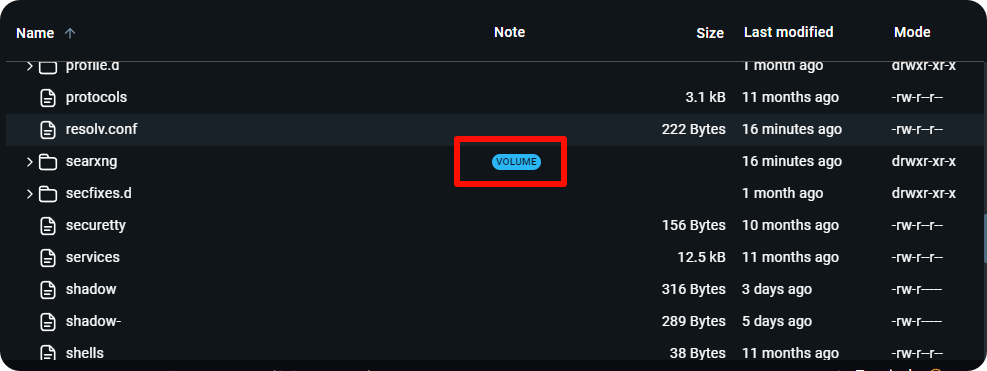 Name ↑ Note Size Last modified Mode
profile.d 1 month ago drwxr-xr-x
protocols 3.1 kB 11 months ago -rw-r--r--
resolv.conf 222 Bytes 16 minutes ago -rw-r--r--
searxng VOLUME 16 minutes ago drwxr-xr-x
secfixes.d 1 month ago drwxr-xr-x
securetty 156 Bytes 10 months ago -rw-r--r--
services 12.5 kB 11 months ago -rw-r--r--
shadow 316 Bytes 3 days ago -rw-r-----
shadow- 289 Bytes 5 days ago -rw-r-----
shells 38 Bytes 11 months ago -rw-r--r--